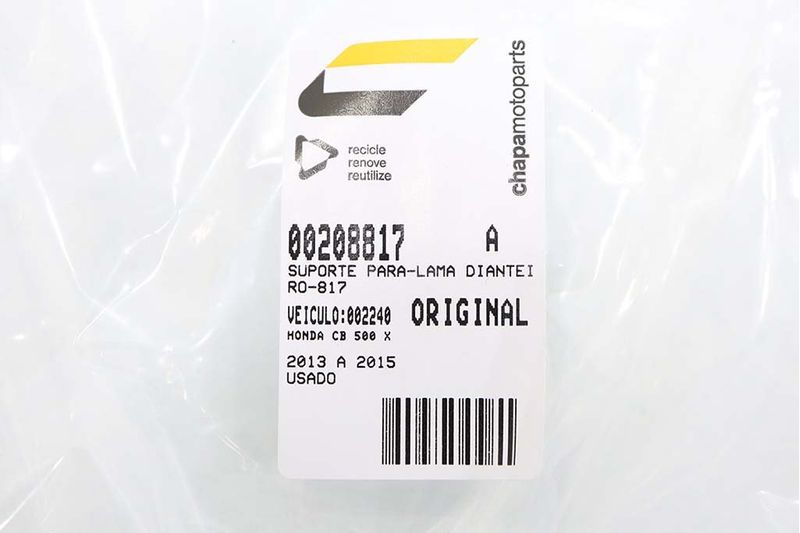 chapamotoparts
recicle
renove
reutilize
00208817 A
SUPORTE PARA-LAMA DIANTEI
RO-817
VEICULO:002240 ORIGINAL
HONDA CB 500 X
2013 A 2015
USADO